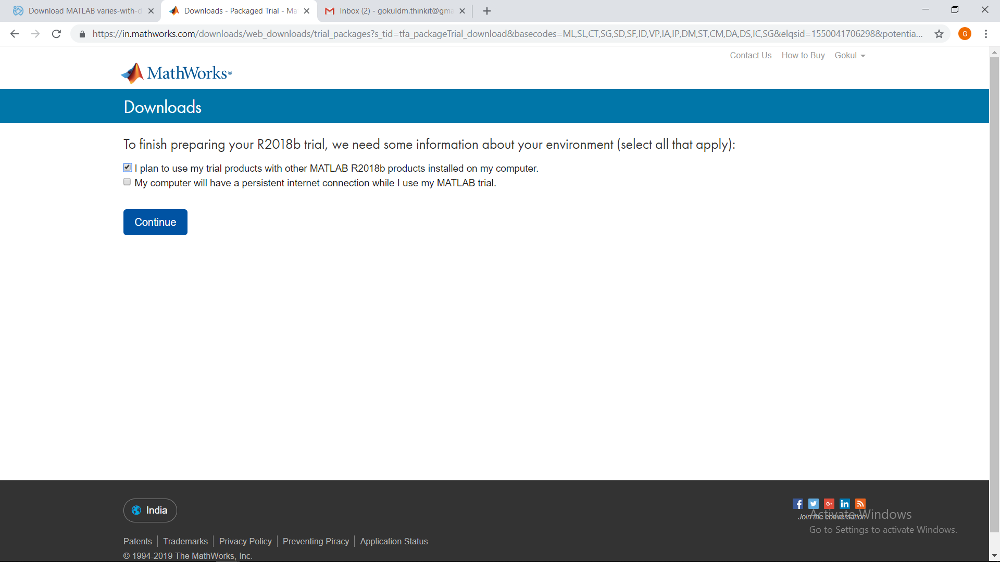 Download MATLAB varies-with-d
Downloads - Packaged Trial - Ma
Inbox (2) - gokuldm.thinkit@gma
https://in.mathworks.com/downloads/web_downloads/trial_packages?s_tid=tfa_packageTrial_download&basecodes=ML,SL,CT,SG,SD,SF,ID,VP,IA,IP,DM,ST,CM,DA,DS,IC,SG&elqsid=1550041706298&potentia...
G
Contact Us How to Buy Gokul
MathWorks®
Downloads
To finish preparing your R2018b trial, we need some information about your environment (select all that apply):
I plan to use my trial products with other MATLAB R2018b products installed on my computer.
My computer will have a persistent internet connection while I use my MATLAB trial.
Continue
India
Join the conversation
Activate Windows
Go to Settings to activate Windows.
Patents Trademarks Privacy Policy Preventing Piracy Application Status
© 1994-2019 The MathWorks, Inc.